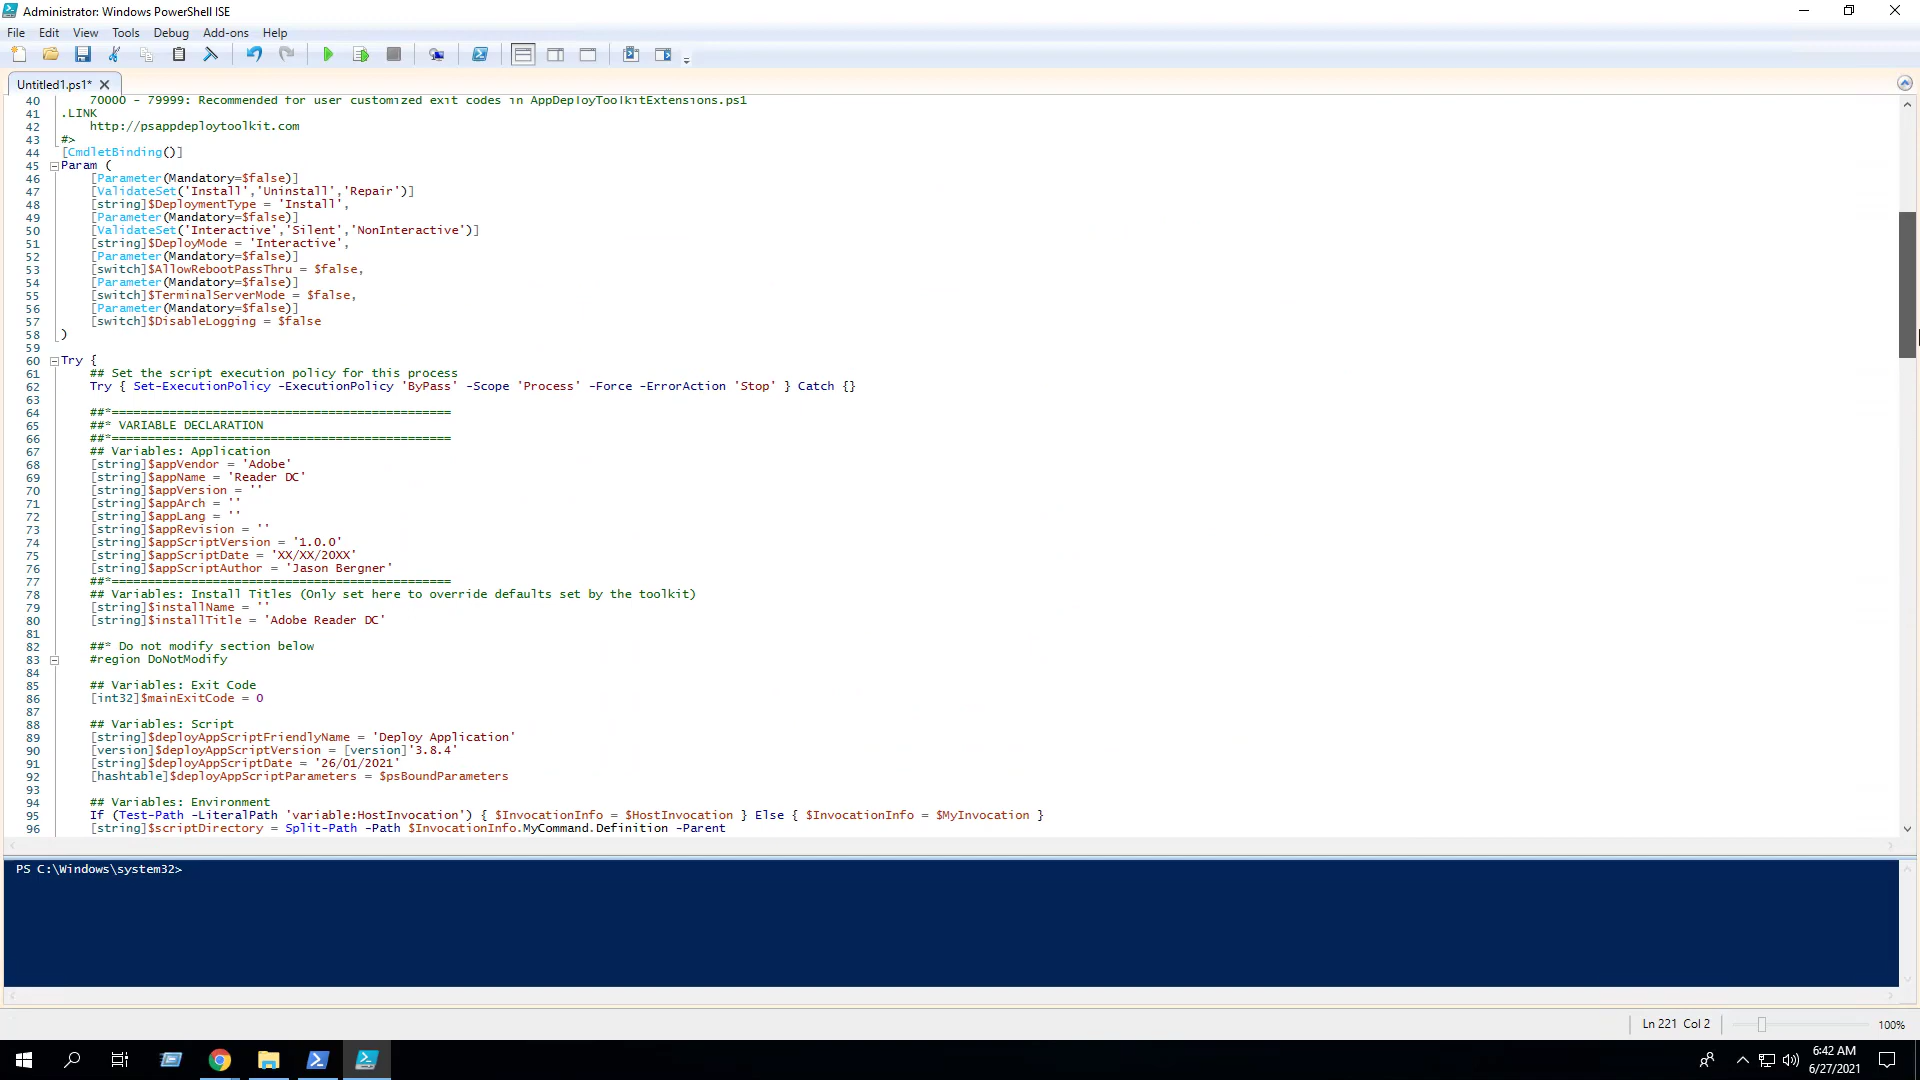 Administrator: Windows PowerShell ISE
File Edit View Tools Debug Add-ons Help
Untitled1.ps1*
40 70000 - 79999: Recommended for user customized exit codes in AppDeployToolkitExtensions.ps1
41 .LINK
42 http://psappdeploytoolkit.com
43 #>
44 [CmdletBinding()]
45 Param (
46 [Parameter(Mandatory=$false)]
47 [ValidateSet('Install','Uninstall','Repair')]
48 [string]$DeploymentType = 'Install',
49 [Parameter(Mandatory=$false)]
50 [ValidateSet('Interactive','Silent','NonInteractive')]
51 [string]$DeployMode = 'Interactive',
52 [Parameter(Mandatory=$false)]
53 [switch]$AllowRebootPassThru = $false,
54 [Parameter(Mandatory=$false)]
55 [switch]$TerminalServerMode = $false,
56 [Parameter(Mandatory=$false)]
57 [switch]$DisableLogging = $false
58 )
59
60 Try {
61 ## Set the script execution policy for this process
62 Try { Set-ExecutionPolicy -ExecutionPolicy 'ByPass' -Scope 'Process' -Force -ErrorAction 'Stop' } Catch {}
63
64 ##*===============================================
65 ##* VARIABLE DECLARATION
66 ##*===============================================
67 ## Variables: Application
68 [string]$appVendor = 'Adobe'
69 [string]$appName = 'Reader DC'
70 [string]$appVersion = ''
71 [string]$appArch = ''
72 [string]$appLang = ''
73 [string]$appRevision = ''
74 [string]$appScriptVersion = '1.0.0'
75 [string]$appScriptDate = 'XX/XX/20XX'
76 [string]$appScriptAuthor = 'Jason Bergner'
77 ##*===============================================
78 ## Variables: Install Titles (Only set here to override defaults set by the toolkit)
79 [string]$installName = ''
80 [string]$installTitle = 'Adobe Reader DC'
81
82 ##* Do not modify section below
83 #region DoNotModify
84
85 ## Variables: Exit Code
86 [int32]$mainExitCode = 0
87
88 ## Variables: Script
89 [string]$deployAppScriptFriendlyName = 'Deploy Application'
90 [version]$deployAppScriptVersion = [version]'3.8.4'
91 [string]$deployAppScriptDate = '26/01/2021'
92 [hashtable]$deployAppScriptParameters = $psBoundParameters
93
94 ## Variables: Environment
95 If (Test-Path -LiteralPath 'variable:HostInvocation') { $InvocationInfo = $HostInvocation } Else { $InvocationInfo = $MyInvocation }
96 [string]$scriptDirectory = Split-Path -Path $InvocationInfo.MyCommand.Definition -Parent
PS C:\Windows\system32>
Ln 221 Col 2
100%
6:42 AM
6/27/2021